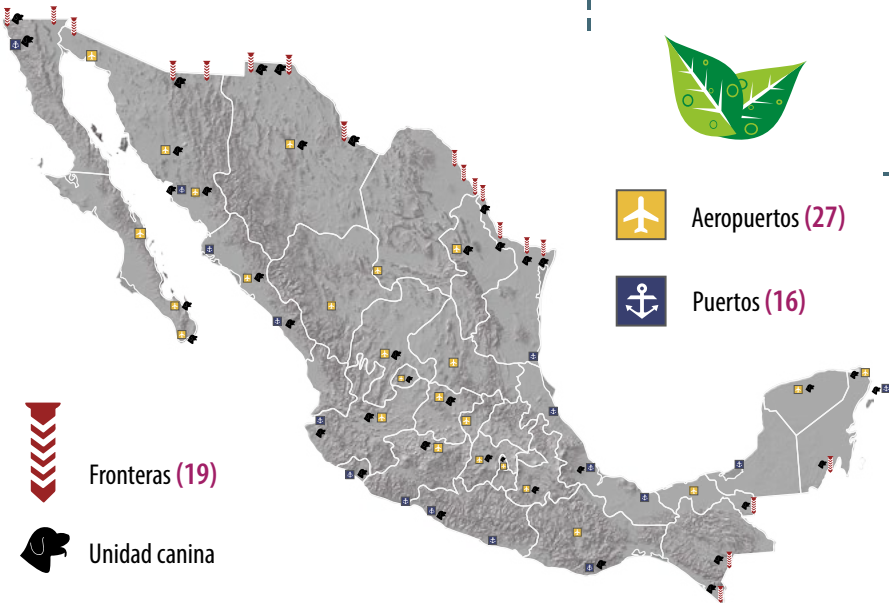 Aeropuertos (27)
Puertos (16)
Fronteras (19)
Unidad canina